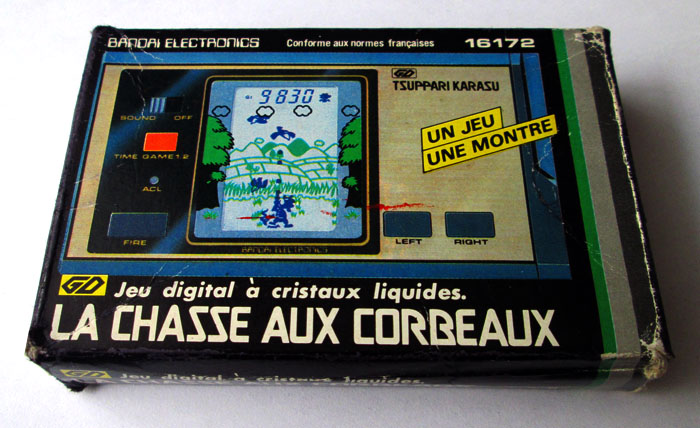 BANDAI ELECTRONICS Conforme aux normes françaises 16172
GD
TSUPPARI KARASU
9830
SOUND OFF
UN JEU
UNE MONTRE
TIME GAME 1.2
ACL
FIRE
LEFT RIGHT
BANDAI ELECTRONICS
GD Jeu digital à cristaux liquides.
LA CHASSE AUX CORBEAUX
GD Jeu digital à cristaux liquides.